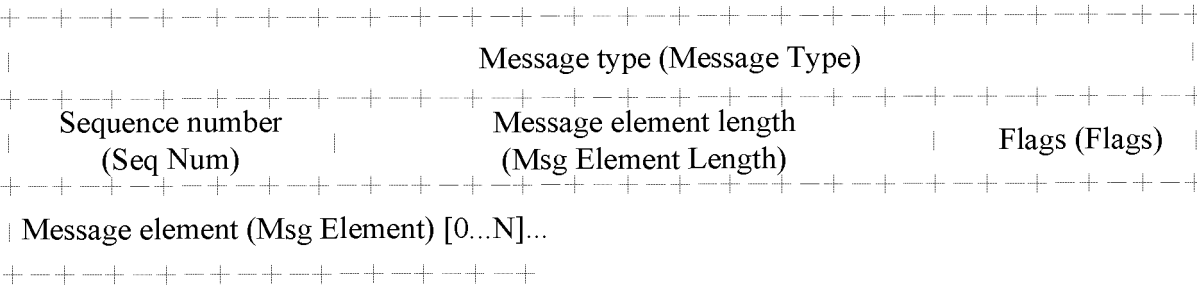 Message type (Message Type)
Sequence number
(Seq Num)
Message element length
(Msg Element Length)
Flags (Flags)
Message element (Msg Element) [0...N]...